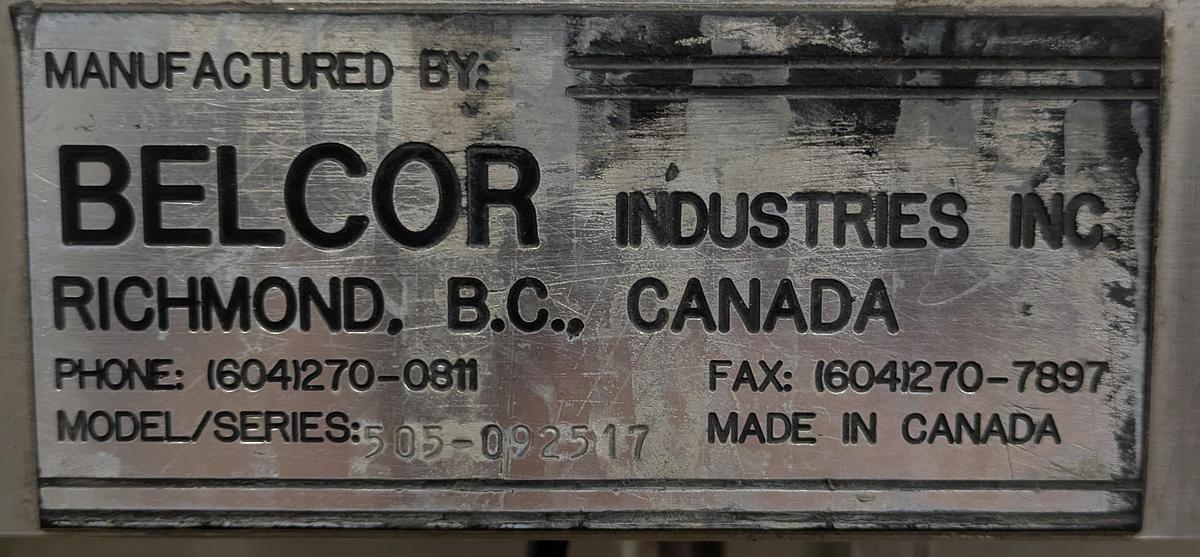 MANUFACTURED BY:
BELCOR INDUSTRIES INC.
RICHMOND, B.C., CANADA
PHONE: (604)270-0811 FAX: (604)270-7897
MODEL/SERIES: 505-092517 MADE IN CANADA